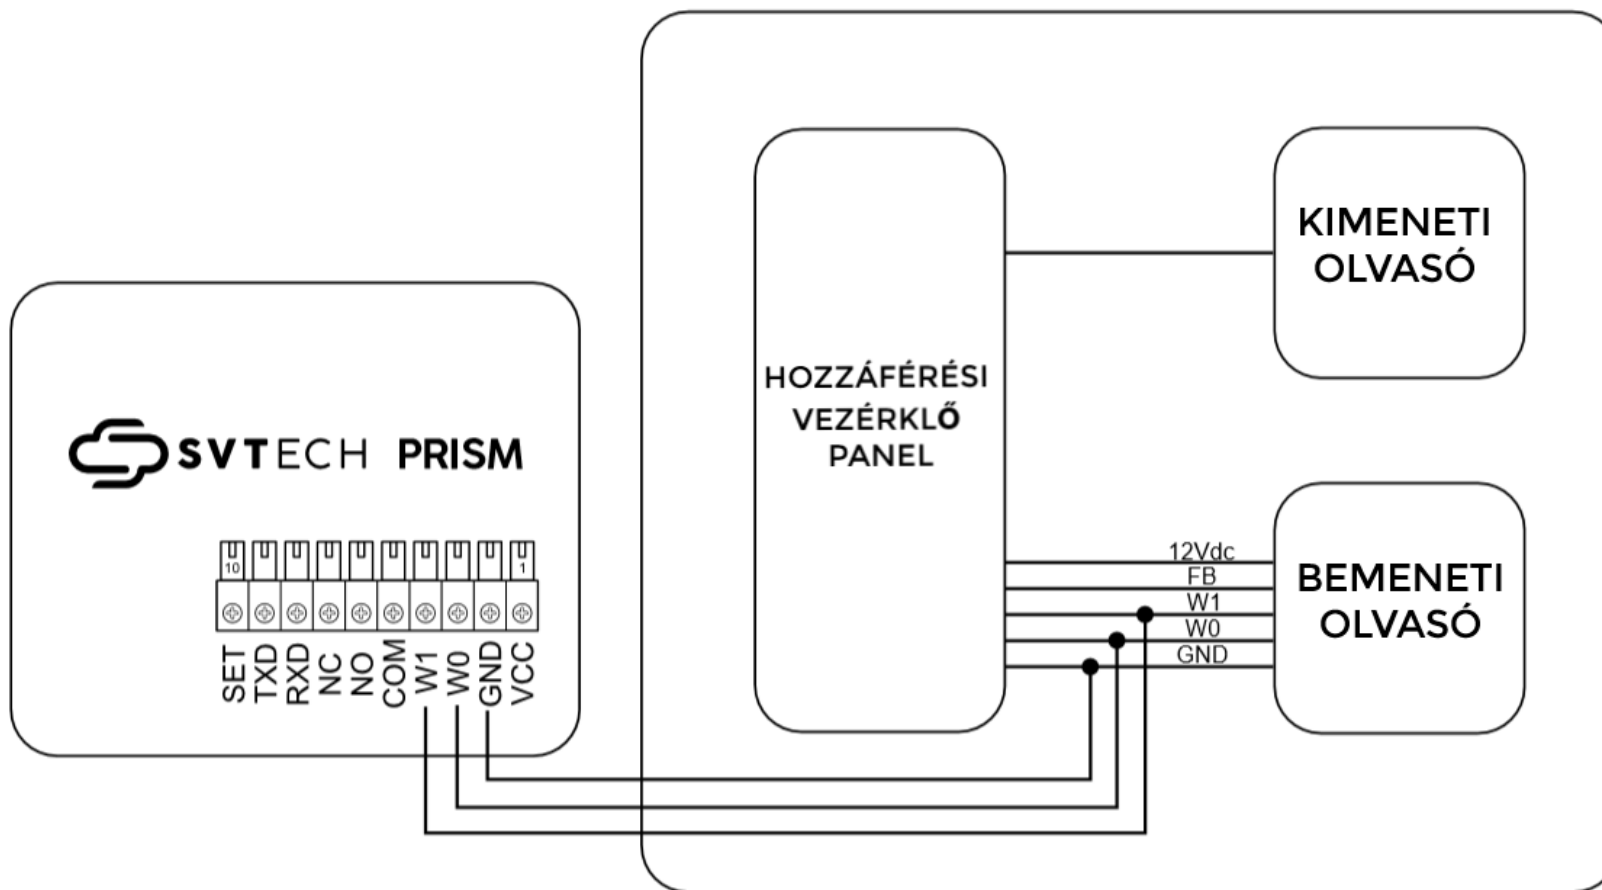 KIMENETI
OLVASÓ
HOZZÁFÉRÉSI
VEZÉRKLŐ
PANEL
SVTECH PRISM
12Vdc
FB
W1
W0
GND
BEMENETI
OLVASÓ
10
1
SET
TXD
RXD
NC
NO
COM
W1
W0
GND
VCC